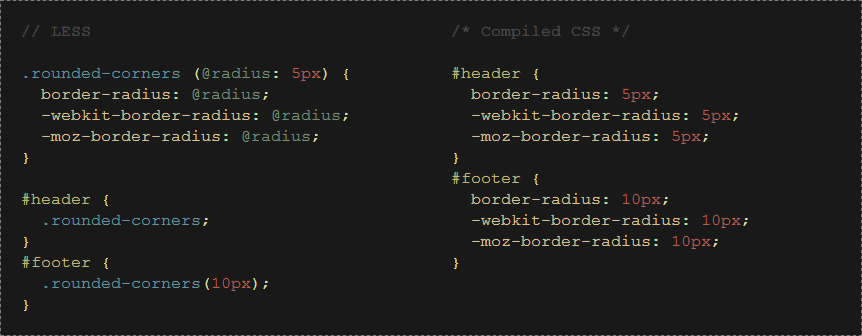 // LESS
.rounded-corners (@radius: 5px) {
  border-radius: @radius;
  -webkit-border-radius: @radius;
  -moz-border-radius: @radius;
}
#header {
  .rounded-corners;
}
#footer {
  .rounded-corners(10px);
}
/* Compiled CSS */
#header {
  border-radius: 5px;
  -webkit-border-radius: 5px;
  -moz-border-radius: 5px;
}
#footer {
  border-radius: 10px;
  -webkit-border-radius: 10px;
  -moz-border-radius: 10px;
}